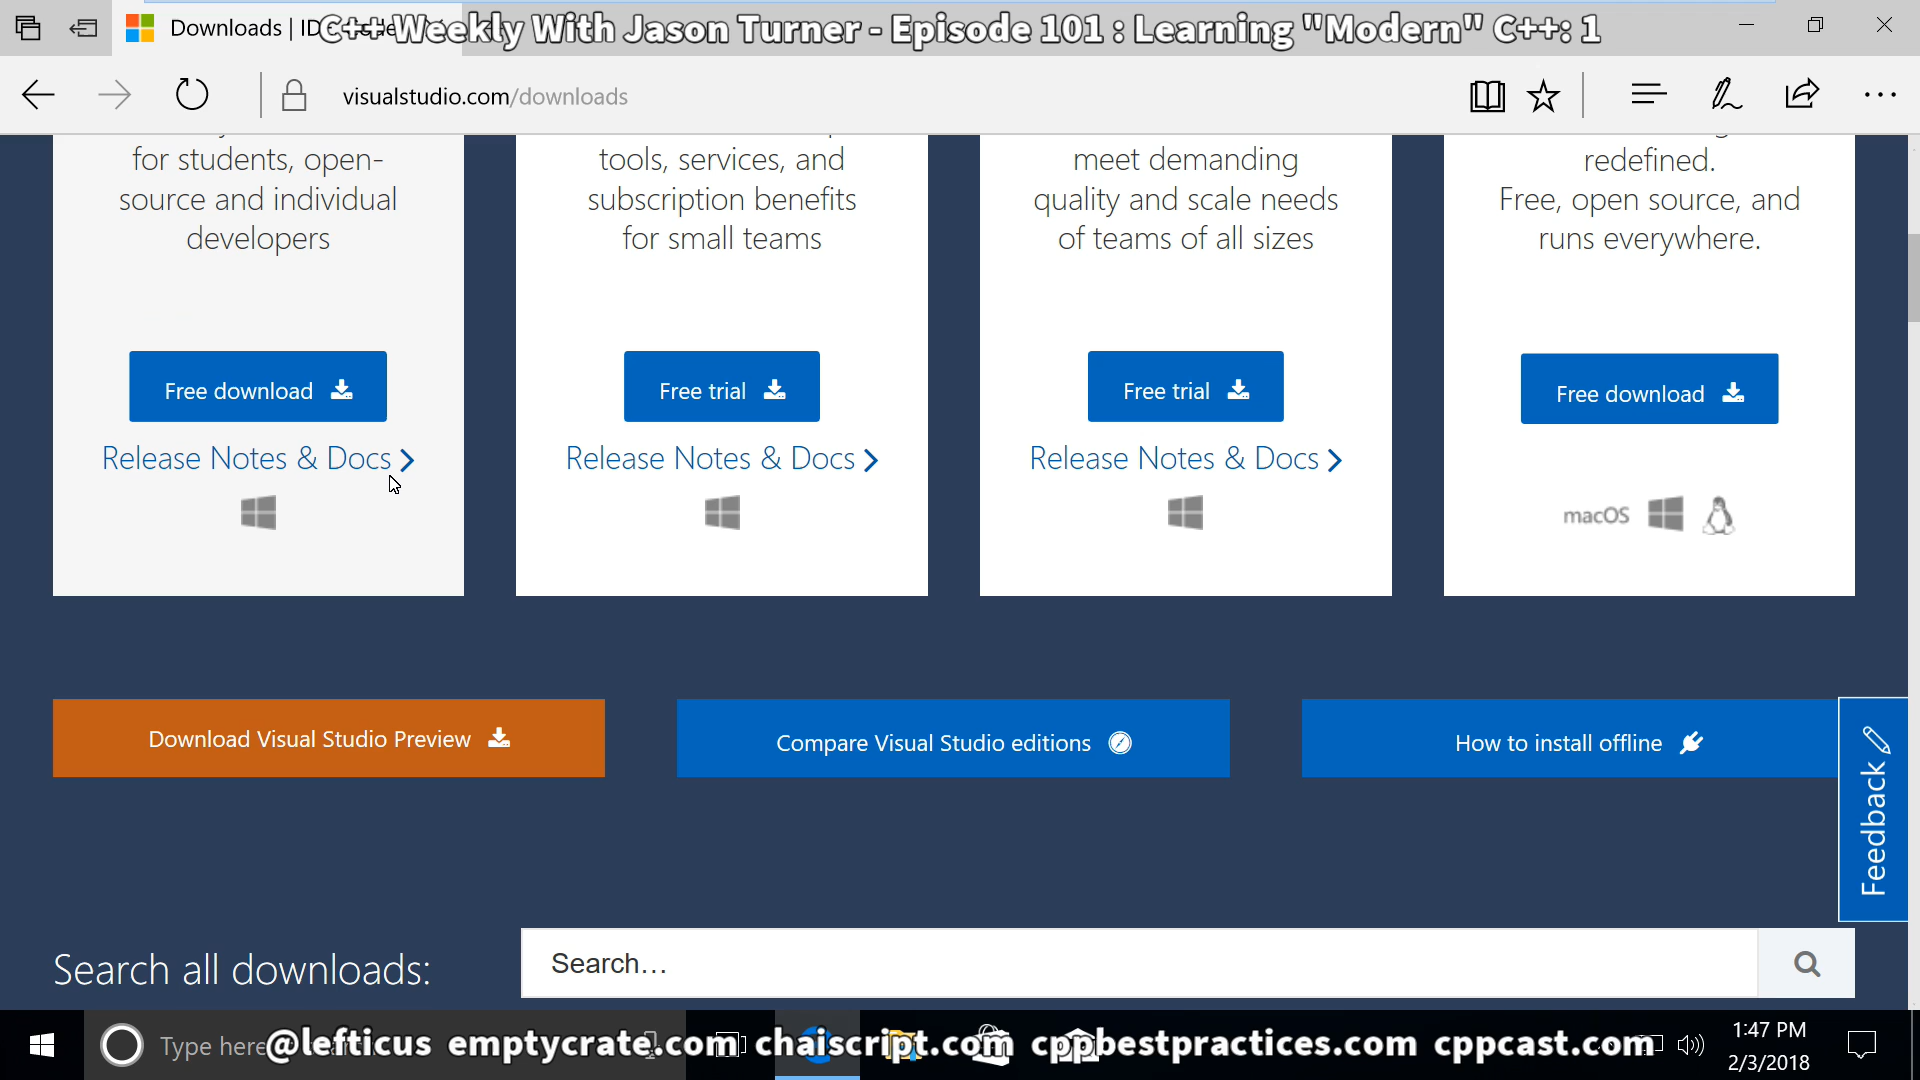 Downloads | ID
C++ Weekly With Jason Turner - Episode 101 : Learning "Modern" C++: 1
visualstudio.com/downloads
for students, open-
source and individual
developers
Free download
Release Notes & Docs
tools, services, and
subscription benefits
for small teams
Free trial
Release Notes & Docs
meet demanding
quality and scale needs
of teams of all sizes
Free trial
Release Notes & Docs
redefined.
Free, open source, and
runs everywhere.
Free download
macOS
Download Visual Studio Preview
Compare Visual Studio editions
How to install offline
Feedback
Search all downloads:
Search...
Type here
@lefticus emptycrate.com chaiscript.com cppbestpractices.com cppcast.com
1:47 PM
2/3/2018